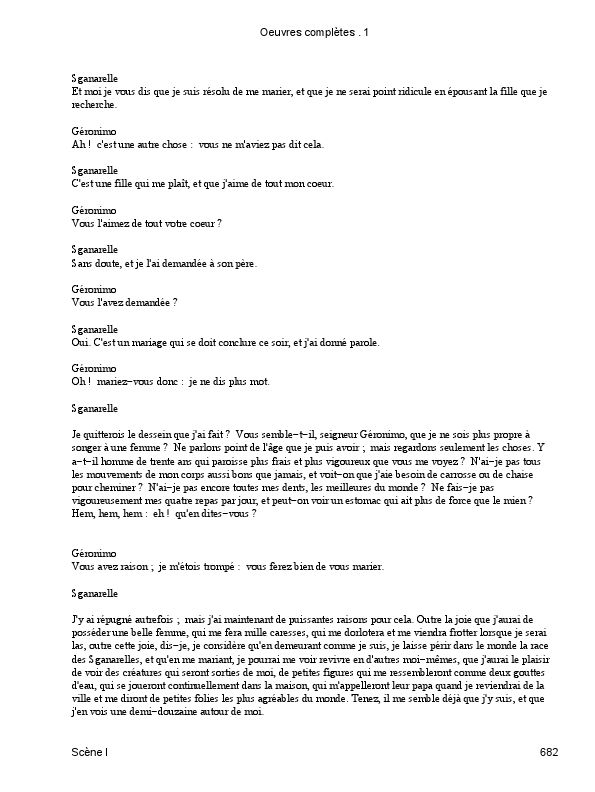 Oeuvres complètes . 1
Sganarelle
Et moi je vous dis que je suis résolu de me marier, et que je ne serai point ridicule en épousant la fille que je
recherche.
Géronimo
Ah ! c'est une autre chose : vous ne m'aviez pas dit cela.
Sganarelle
C'est une fille qui me plaît, et que j'aime de tout mon coeur.
Géronimo
Vous l'aimez de tout votre coeur ?
Sganarelle
Sans doute, et je l'ai demandée à son père.
Géronimo
Vous l'avez demandée ?
Sganarelle
Oui. C'est un mariage qui se doit conclure ce soir, et j'ai donné parole.
Géronimo
Oh ! mariez-vous donc : je ne dis plus mot.
Sganarelle
Je quitterois le dessein que j'ai fait ? Vous semble-t-il, seigneur Géronimo, que je ne sois plus propre à
songer à une femme ? Ne parlons point de l'âge que je puis avoir ; mais regardons seulement les choses. Y
a-t-il homme de trente ans qui paroisse plus frais et plus vigoureux que vous me voyez ? N'ai-je pas tous
les mouvements de mon corps aussi bons que jamais, et voit-on que j'aie besoin de carrosse ou de chaise
pour cheminer ? N'ai-je pas encore toutes mes dents, les meilleures du monde ? Ne fais-je pas
vigoureusement mes quatre repas par jour, et peut-on voir un estomac qui ait plus de force que le mien ?
Hem, hem, hem : eh ! qu'en dites-vous ?
Géronimo
Vous avez raison ; je m'étois trompé : vous ferez bien de vous marier.
Sganarelle
J'y ai répugné autrefois ; mais j'ai maintenant de puissantes raisons pour cela. Outre la joie que j'aurai de
posséder une belle femme, qui me fera mille caresses, qui me dorlotera et me viendra frotter lorsque je serai
las, outre cette joie, dis-je, je considère qu'en demeurant comme je suis, je laisse périr dans le monde la race
des Sganarelles, et qu'en me mariant, je pourrai me voir revivre en d'autres moi-mêmes, que j'aurai le plaisir
de voir des créatures qui seront sorties de moi, de petites figures qui me ressembleront comme deux gouttes
d'eau, qui se joueront continuellement dans la maison, qui m'appelleront leur papa quand je reviendrai de la
ville et me diront de petites folies les plus agréables du monde. Tenez, il me semble déjà que j'y suis, et que
j'en vois une demi-douzaine autour de moi.
Scène I 682